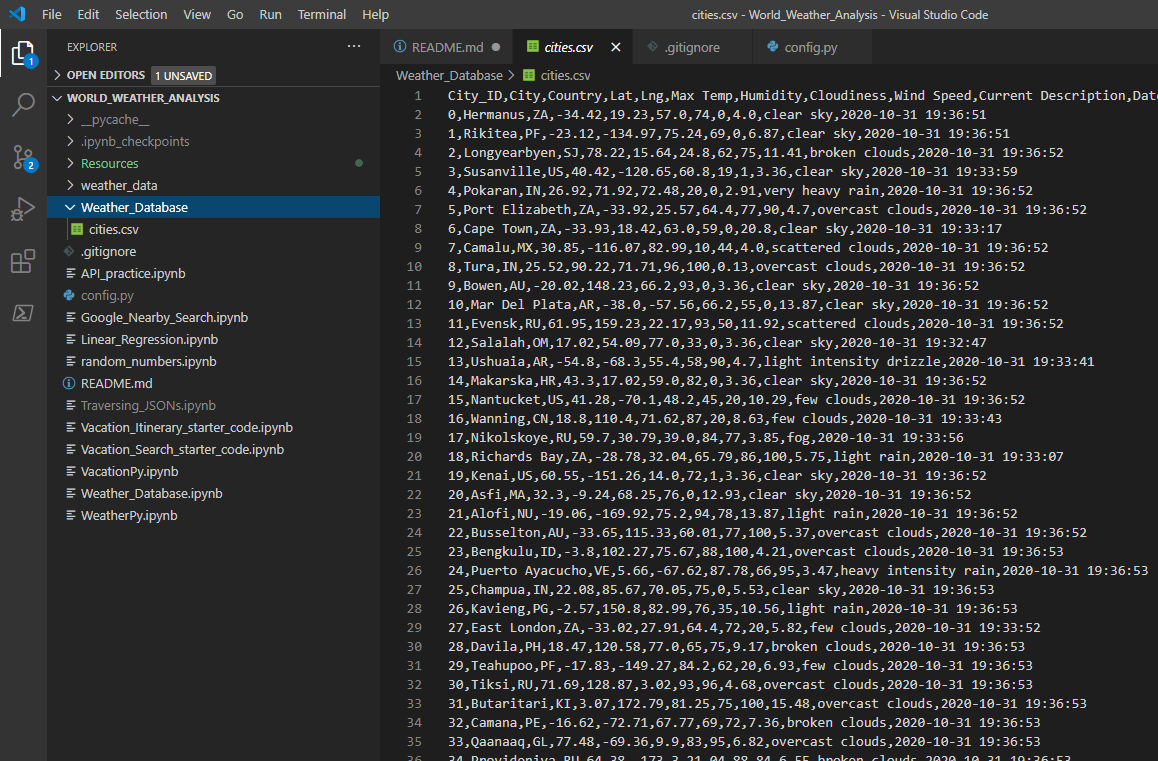 File Edit Selection View Go Run Terminal Help cities.csv - World_Weather_Analysis - Visual Studio Code
EXPLORER ···
OPEN EDITORS 1 UNSAVED
WORLD_WEATHER_ANALYSIS
__pycache__
.ipynb_checkpoints
Resources
weather_data
Weather_Database
cities.csv
.gitignore
API_practice.ipynb
config.py
Google_Nearby_Search.ipynb
Linear_Regression.ipynb
random_numbers.ipynb
README.md
Traversing_JSONs.ipynb
Vacation_Itinerary_starter_code.ipynb
Vacation_Search_starter_code.ipynb
VacationPy.ipynb
Weather_Database.ipynb
WeatherPy.ipynb
1
2
README.md cities.csv .gitignore config.py
Weather_Database > cities.csv
1 City_ID,City,Country,Lat,Lng,Max Temp,Humidity,Cloudiness,Wind Speed,Current Description,Dat
2 0,Hermanus,ZA,-34.42,19.23,57.0,74,0,4.0,clear sky,2020-10-31 19:36:51
3 1,Rikitea,PF,-23.12,-134.97,75.24,69,0,6.87,clear sky,2020-10-31 19:36:51
4 2,Longyearbyen,SJ,78.22,15.64,24.8,62,75,11.41,broken clouds,2020-10-31 19:36:52
5 3,Susanville,US,40.42,-120.65,60.8,19,1,3.36,clear sky,2020-10-31 19:33:59
6 4,Pokaran,IN,26.92,71.92,72.48,20,0,2.91,very heavy rain,2020-10-31 19:36:52
7 5,Port Elizabeth,ZA,-33.92,25.57,64.4,77,90,4.7,overcast clouds,2020-10-31 19:36:52
8 6,Cape Town,ZA,-33.93,18.42,63.0,59,0,20.8,clear sky,2020-10-31 19:33:17
9 7,Camalu,MX,30.85,-116.07,82.99,10,44,4.0,scattered clouds,2020-10-31 19:36:52
10 8,Tura,IN,25.52,90.22,71.71,96,100,0.13,overcast clouds,2020-10-31 19:36:52
11 9,Bowen,AU,-20.02,148.23,66.2,93,0,3.36,clear sky,2020-10-31 19:36:52
12 10,Mar Del Plata,AR,-38.0,-57.56,66.2,55,0,13.87,clear sky,2020-10-31 19:36:52
13 11,Evensk,RU,61.95,159.23,22.17,93,50,11.92,scattered clouds,2020-10-31 19:36:52
14 12,Salalah,OM,17.02,54.09,77.0,33,0,3.36,clear sky,2020-10-31 19:32:47
15 13,Ushuaia,AR,-54.8,-68.3,55.4,58,90,4.7,light intensity drizzle,2020-10-31 19:33:41
16 14,Makarska,HR,43.3,17.02,59.0,82,0,3.36,clear sky,2020-10-31 19:36:52
17 15,Nantucket,US,41.28,-70.1,48.2,45,20,10.29,few clouds,2020-10-31 19:36:52
18 16,Wanning,CN,18.8,110.4,71.62,87,20,8.63,few clouds,2020-10-31 19:33:43
19 17,Nikolskoye,RU,59.7,30.79,39.0,84,77,3.85,fog,2020-10-31 19:33:56
20 18,Richards Bay,ZA,-28.78,32.04,65.79,86,100,5.75,light rain,2020-10-31 19:33:07
21 19,Kenai,US,60.55,-151.26,14.0,72,1,3.36,clear sky,2020-10-31 19:36:52
22 20,Asfi,MA,32.3,-9.24,68.25,76,0,12.93,clear sky,2020-10-31 19:36:52
23 21,Alofi,NU,-19.06,-169.92,75.2,94,78,13.87,light rain,2020-10-31 19:36:52
24 22,Busselton,AU,-33.65,115.33,60.01,77,100,5.37,overcast clouds,2020-10-31 19:36:52
25 23,Bengkulu,ID,-3.8,102.27,75.67,88,100,4.21,overcast clouds,2020-10-31 19:36:53
26 24,Puerto Ayacucho,VE,5.66,-67.62,87.78,66,95,3.47,heavy intensity rain,2020-10-31 19:36:53
27 25,Champua,IN,22.08,85.67,70.05,75,0,5.53,clear sky,2020-10-31 19:36:53
28 26,Kavieng,PG,-2.57,150.8,82.99,76,35,10.56,light rain,2020-10-31 19:36:53
29 27,East London,ZA,-33.02,27.91,64.4,72,20,5.82,few clouds,2020-10-31 19:33:52
30 28,Davila,PH,18.47,120.58,77.0,65,75,9.17,broken clouds,2020-10-31 19:36:53
31 29,Teahupoo,PF,-17.83,-149.27,84.2,62,20,6.93,few clouds,2020-10-31 19:36:53
32 30,Tiksi,RU,71.69,128.87,3.02,93,96,4.68,overcast clouds,2020-10-31 19:36:53
33 31,Butaritari,KI,3.07,172.79,81.25,75,100,15.48,overcast clouds,2020-10-31 19:36:53
34 32,Camana,PE,-16.62,-72.71,67.77,69,72,7.36,broken clouds,2020-10-31 19:36:53
35 33,Qaanaaq,GL,77.48,-69.36,9.9,83,95,6.82,overcast clouds,2020-10-31 19:36:53